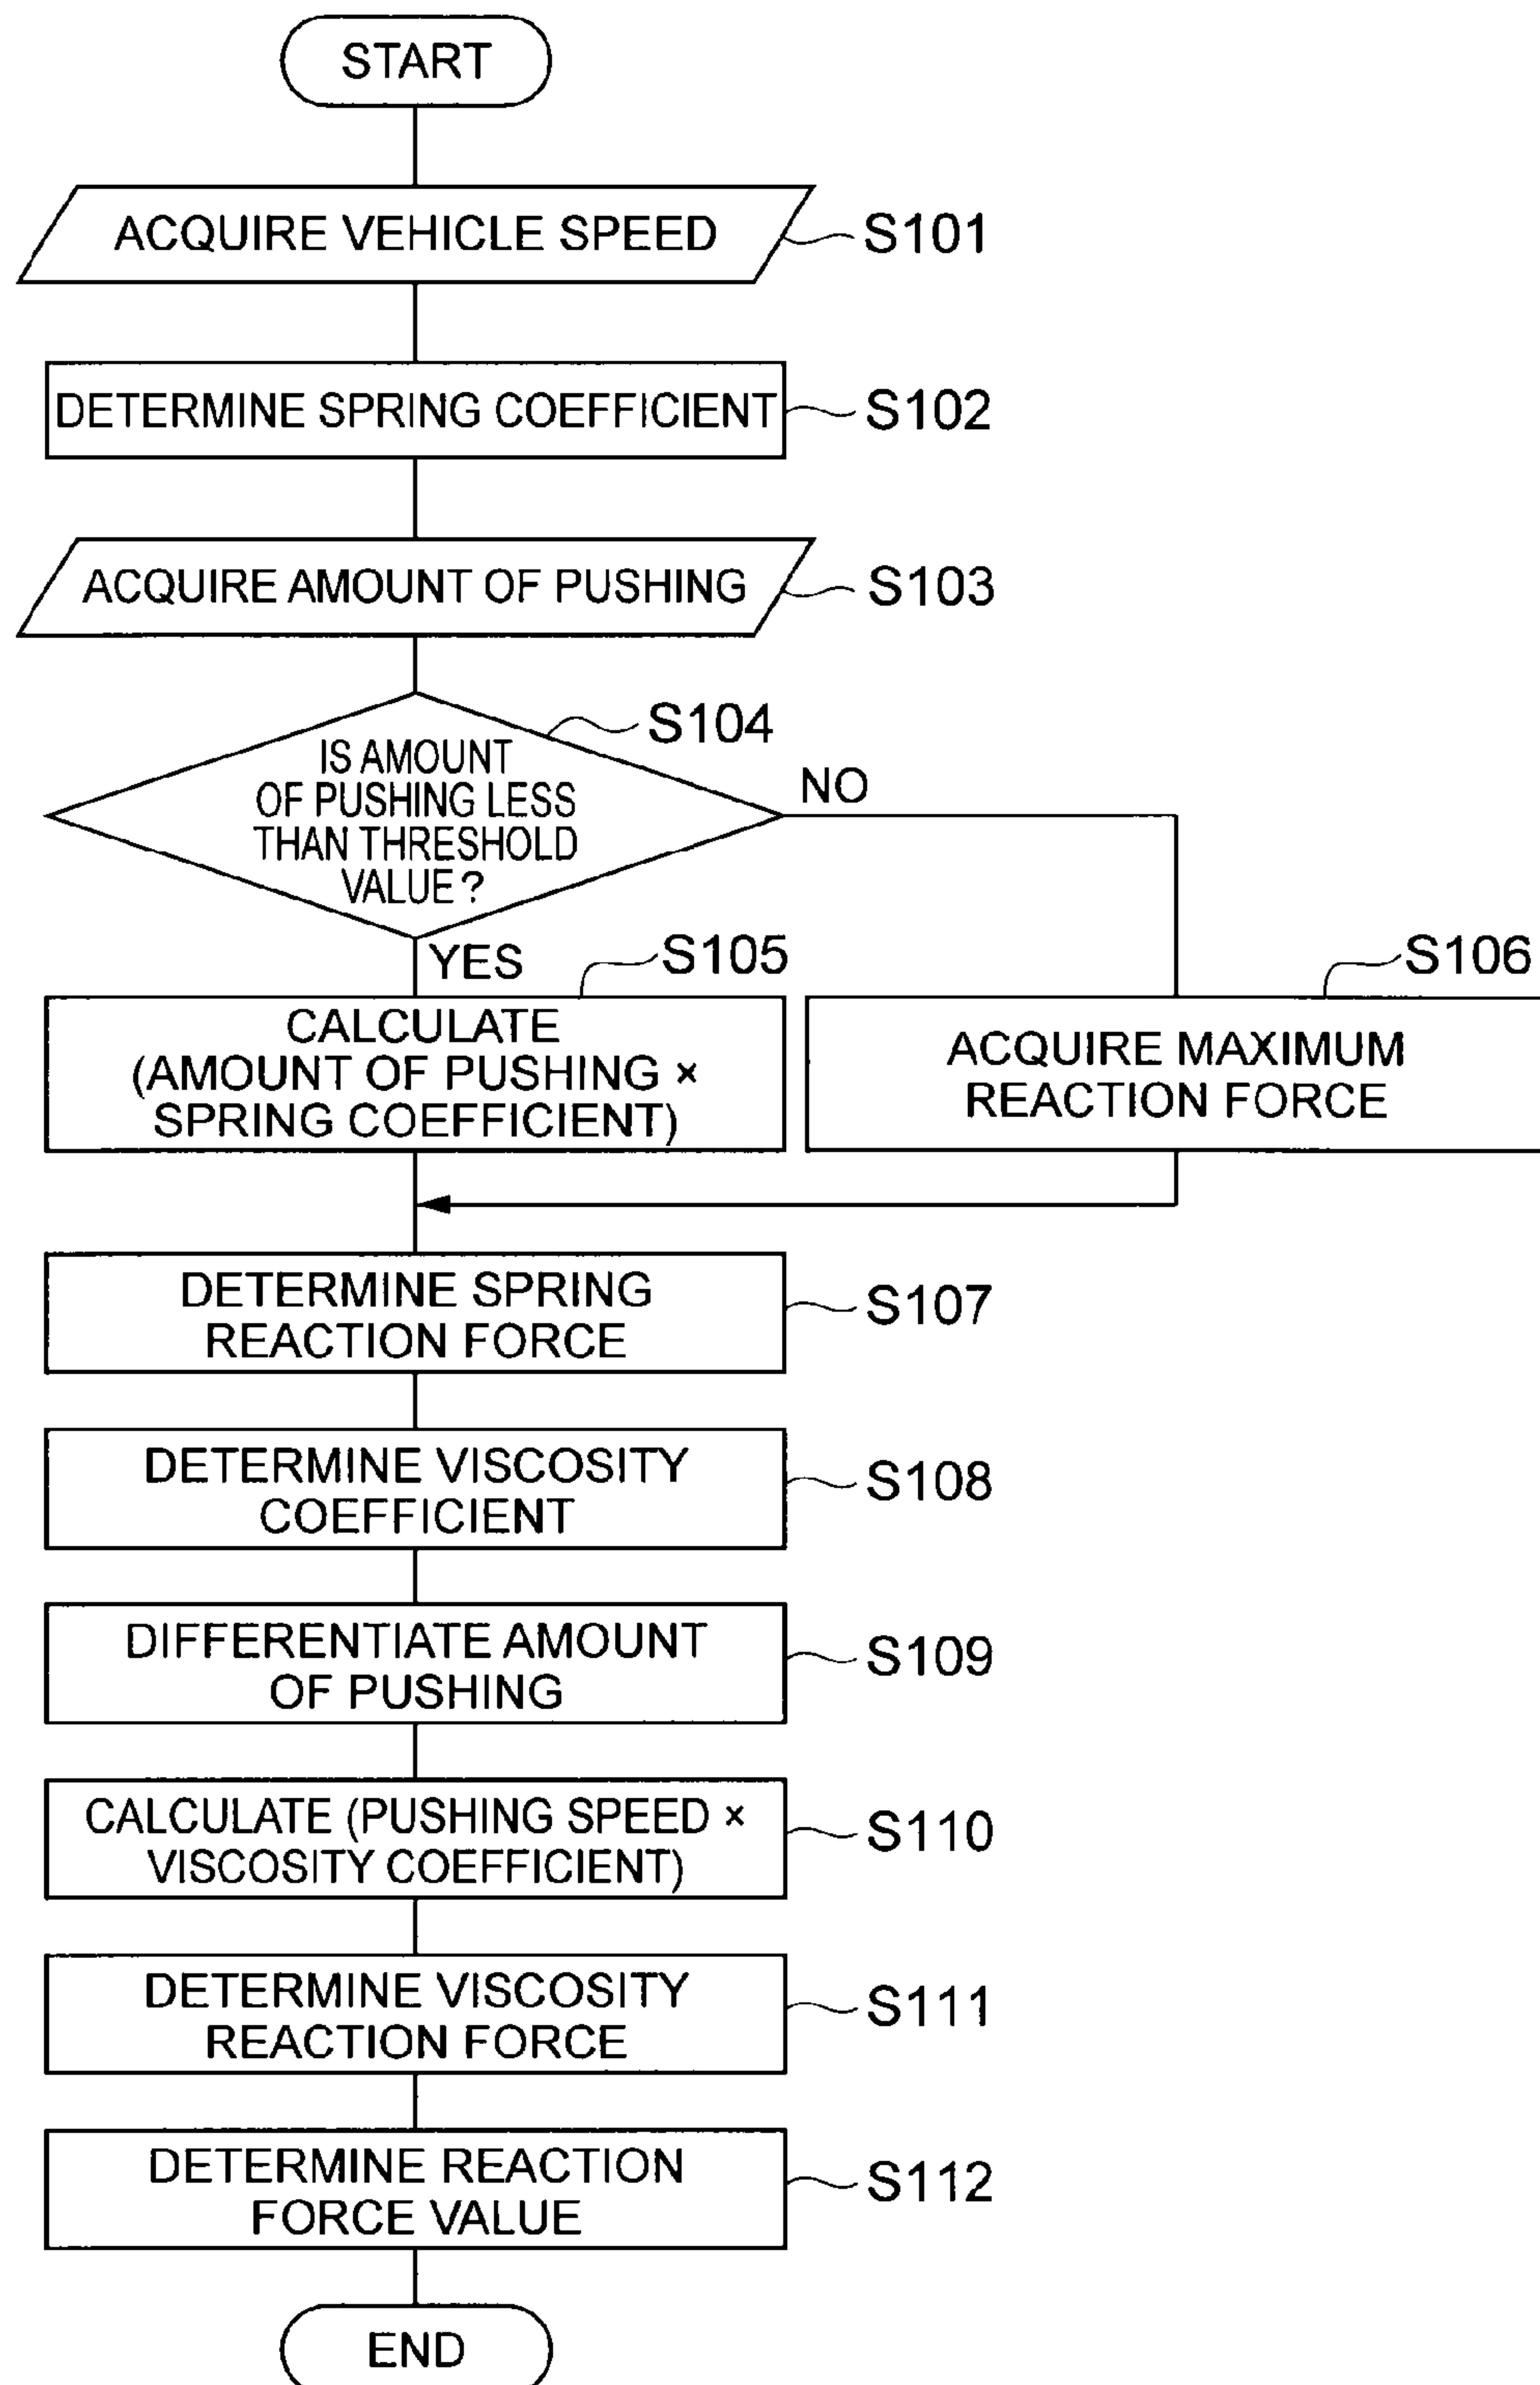 START
ACQUIRE VEHICLE SPEED
S101
DETERMINE SPRING COEFFICIENT
S102
ACQUIRE AMOUNT OF PUSHING
S103
S104
IS AMOUNT
OF PUSHING LESS
THAN THRESHOLD
VALUE?
NO
YES
S105
S106
CALCULATE
(AMOUNT OF PUSHING ×
SPRING COEFFICIENT)
ACQUIRE MAXIMUM
REACTION FORCE
DETERMINE SPRING
REACTION FORCE
S107
DETERMINE VISCOSITY
COEFFICIENT
S108
DIFFERENTIATE AMOUNT
OF PUSHING
S109
CALCULATE (PUSHING SPEED ×
VISCOSITY COEFFICIENT)
S110
DETERMINE VISCOSITY
REACTION FORCE
S111
DETERMINE REACTION
FORCE VALUE
S112
END